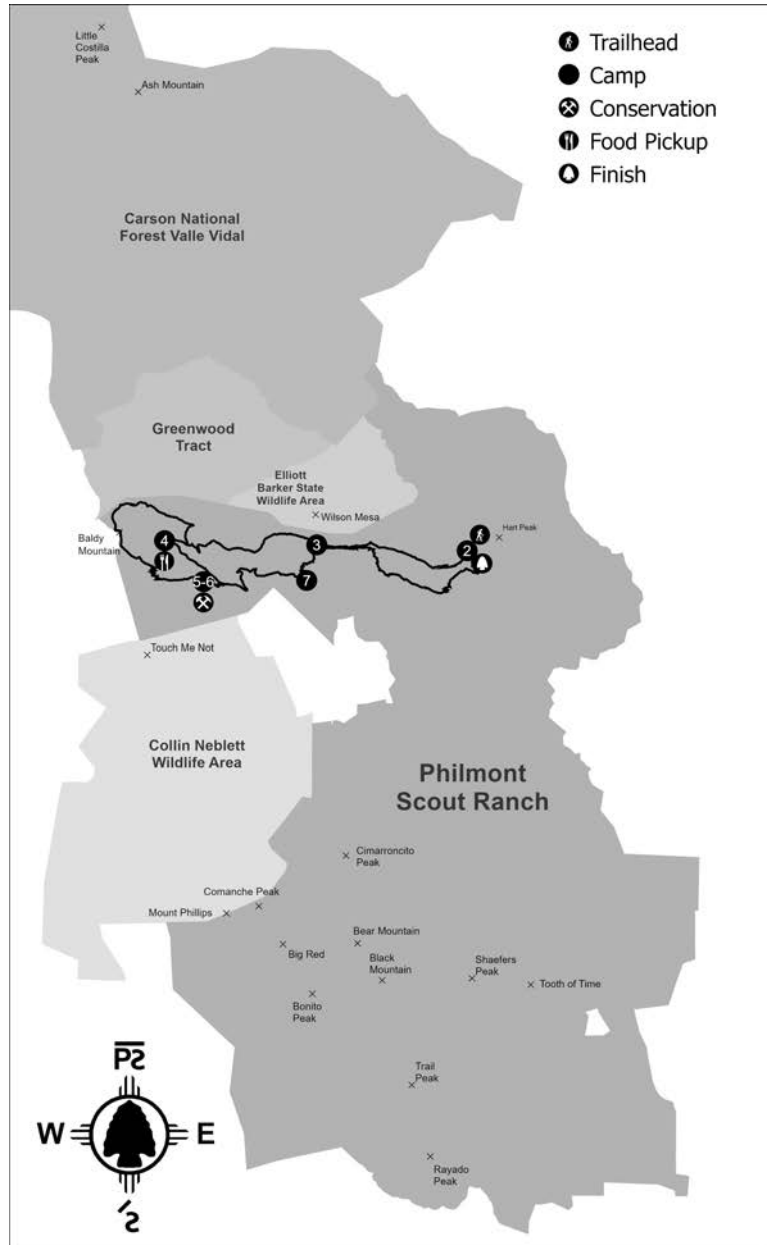 Little
Costilla
Peak
Ash Mountain
Trailhead
Camp
Conservation
Food Pickup
Finish
Carson National
Forest Valle Vidal
Greenwood
Tract
Elliott
Barker State
Wildlife Area
Wilson Mesa
Hart Peak
Baldy
Mountain
4
3
2
5-6
7
Touch Me Not
Collin Neblett
Wildlife Area
Philmont
Scout Ranch
Cimarroncito
Peak
Comanche Peak
Mount Phillips
Bear Mountain
Big Red
Black
Mountain
Shaefers
Peak
Tooth of Time
Bonito
Peak
Trail
Peak
Rayado
Peak
W
E